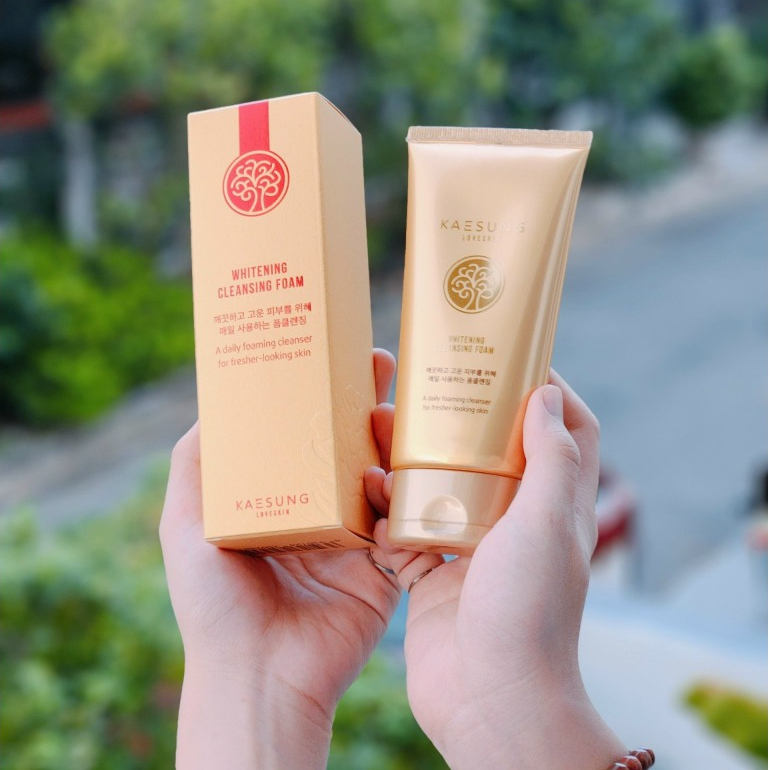 WHITENING
CLEANSING FOAM
깨끗하고 고운 피부를 위해
매일 사용하는 폼클렌징
A daily foaming cleanser
for fresher-looking skin
KAESUNG
LOVESKIN
KAESUNG
LOVESKIN
WHITENING
CLEANSING FOAM
깨끗하고 고운 피부를 위해
매일 사용하는 폼클렌징
A daily foaming cleanser
for fresher-looking skin